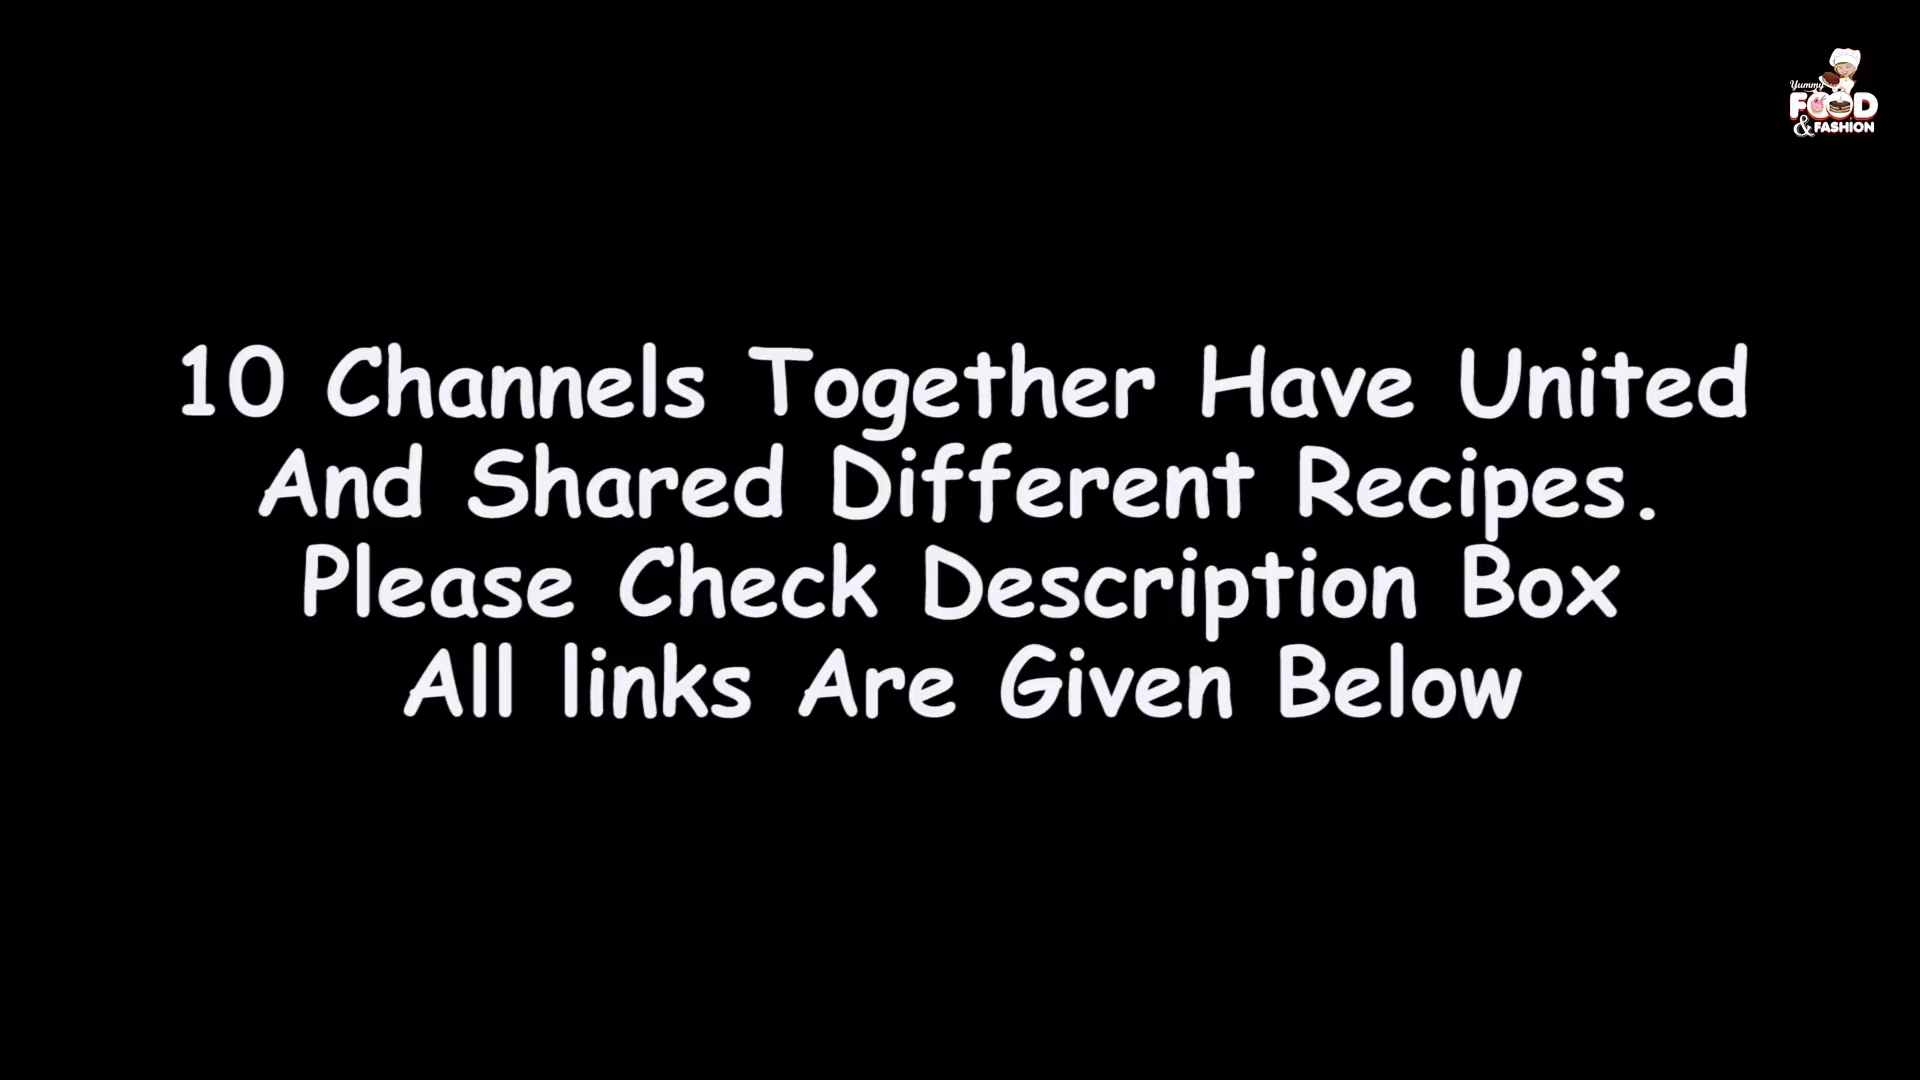 Yummy
FOOD
& FASHION
10 Channels Together Have United
And Shared Different Recipes.
Please Check Description Box
All links Are Given Below